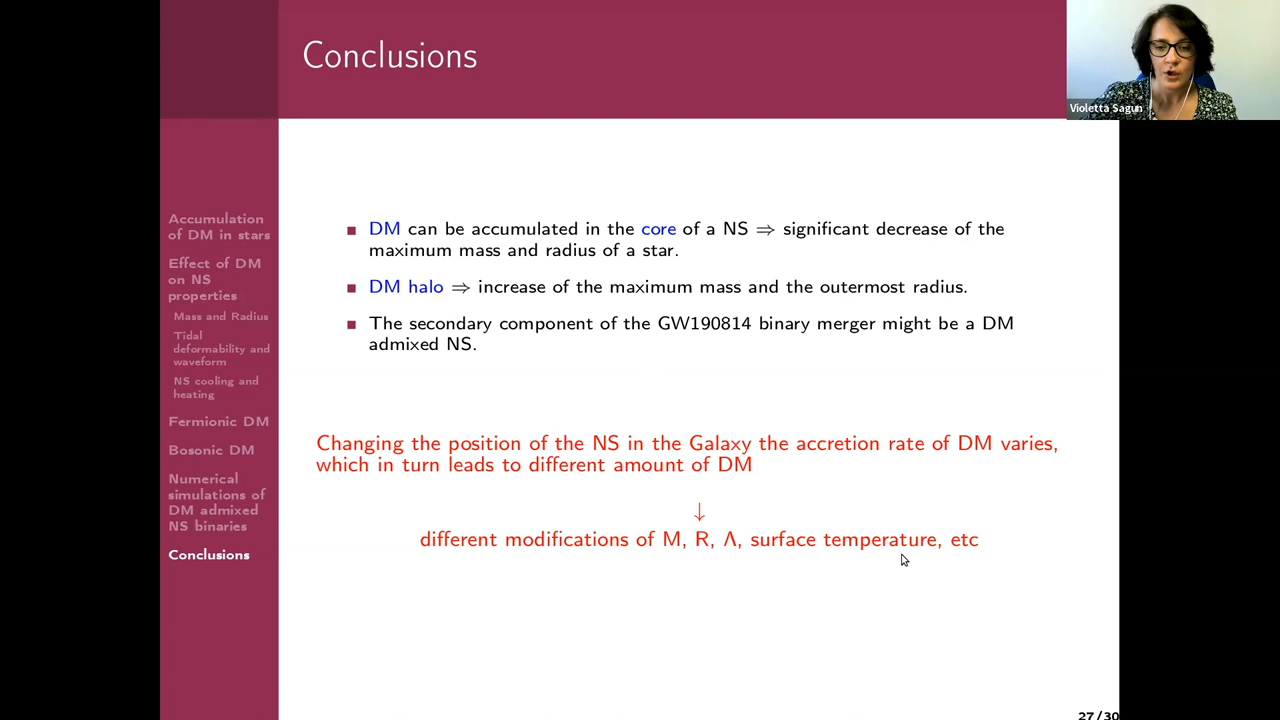 Conclusions
Violetta Sagun
Accumulation
of DM in stars
Effect of DM
on NS
properties
Mass and Radius
Tidal
deformability and
waveform
NS cooling and
heating
Fermionic DM
Bosonic DM
Numerical
simulations of
DM admixed
NS binaries
Conclusions
DM can be accumulated in the core of a NS ⇒ significant decrease of the
maximum mass and radius of a star.
DM halo ⇒ increase of the maximum mass and the outermost radius.
The secondary component of the GW190814 binary merger might be a DM
admixed NS.
Changing the position of the NS in the Galaxy the accretion rate of DM varies,
which in turn leads to different amount of DM
↓
different modifications of M, R, Λ, surface temperature, etc
27 / 30